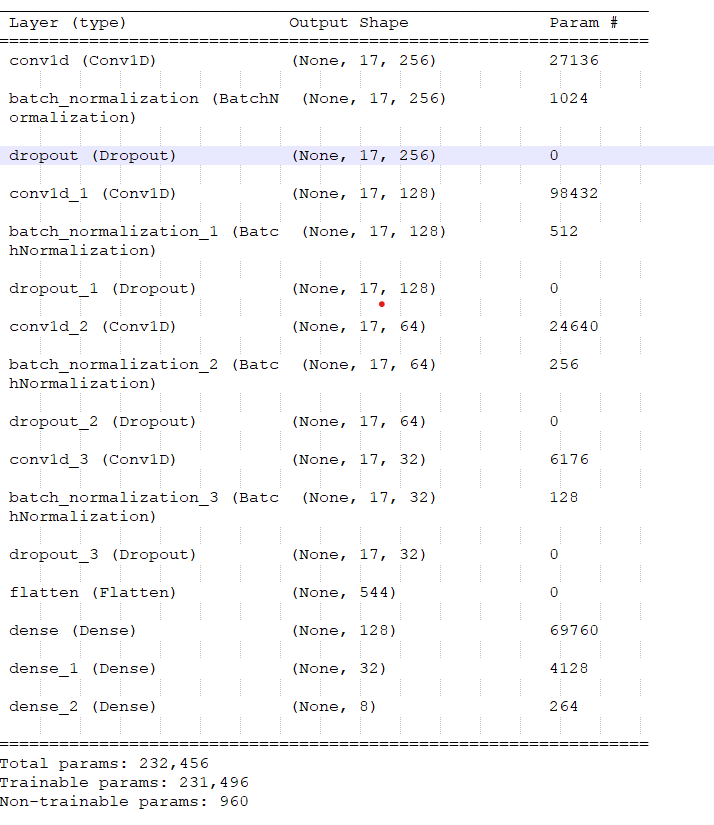 Layer (type) Output Shape Param #
=================================================================
conv1d (Conv1D) (None, 17, 256) 27136
batch_normalization (BatchN (None, 17, 256) 1024
ormalization)
dropout (Dropout) (None, 17, 256) 0
conv1d_1 (Conv1D) (None, 17, 128) 98432
batch_normalization_1 (Batc (None, 17, 128) 512
hNormalization)
dropout_1 (Dropout) (None, 17, 128) 0
conv1d_2 (Conv1D) (None, 17, 64) 24640
batch_normalization_2 (Batc (None, 17, 64) 256
hNormalization)
dropout_2 (Dropout) (None, 17, 64) 0
conv1d_3 (Conv1D) (None, 17, 32) 6176
batch_normalization_3 (Batc (None, 17, 32) 128
hNormalization)
dropout_3 (Dropout) (None, 17, 32) 0
flatten (Flatten) (None, 544) 0
dense (Dense) (None, 128) 69760
dense_1 (Dense) (None, 32) 4128
dense_2 (Dense) (None, 8) 264
=================================================================
Total params: 232,456
Trainable params: 231,496
Non-trainable params: 960